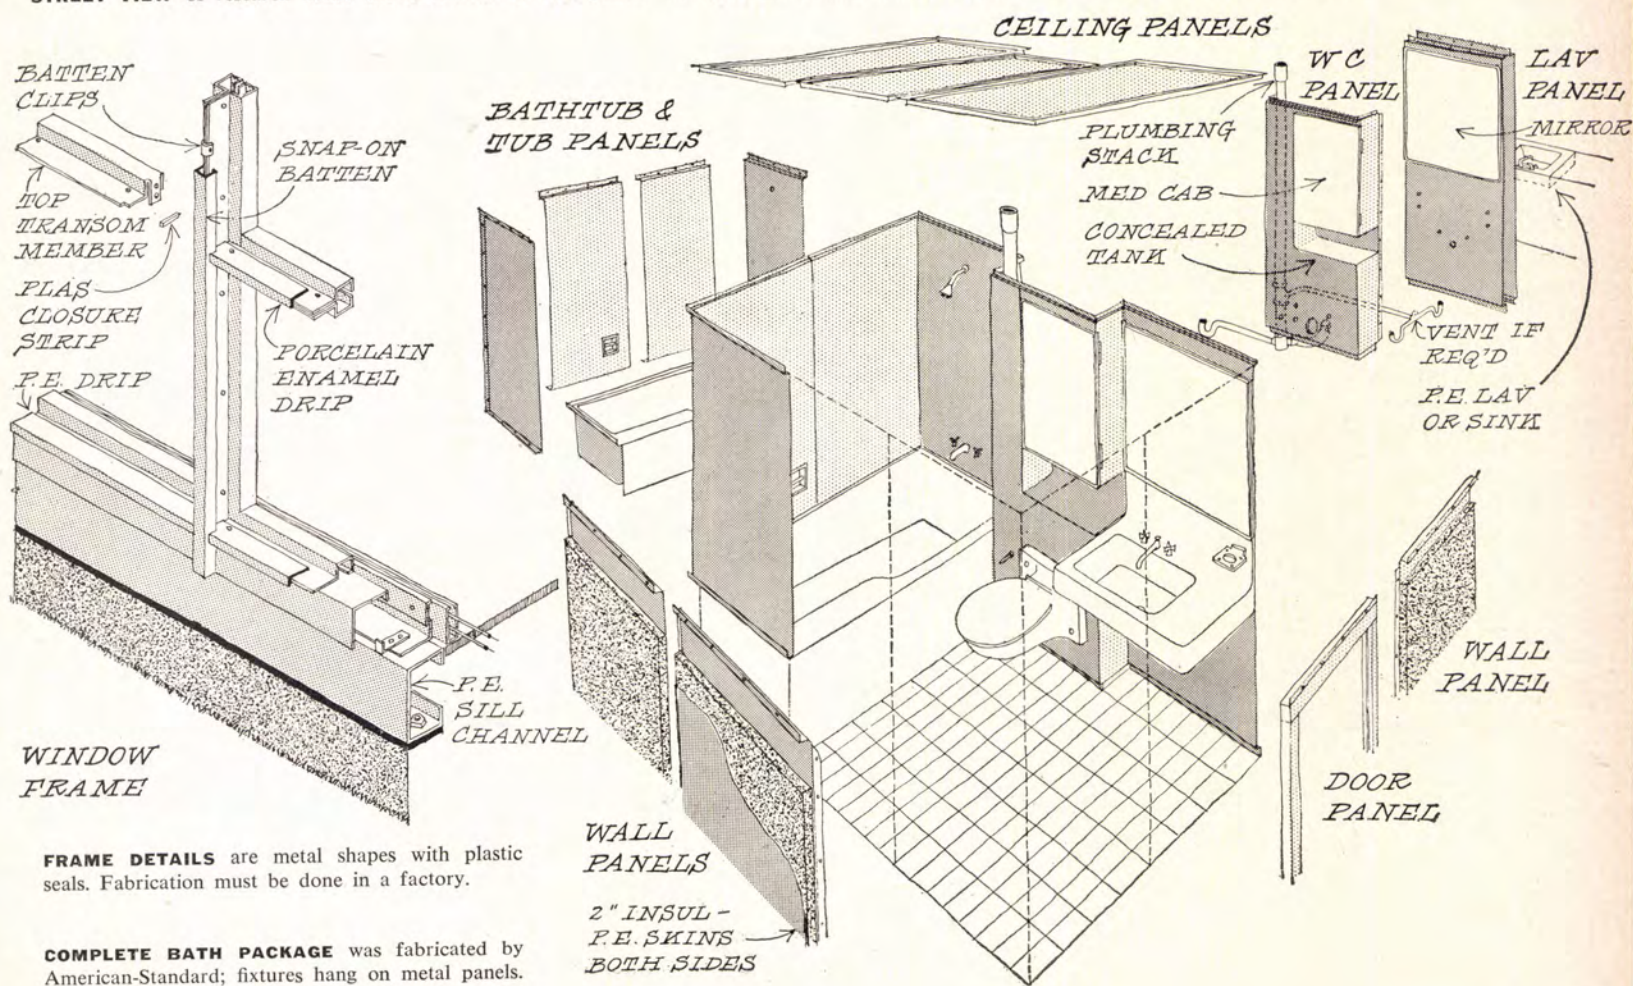 CEILING PANELS
BATTEN
CLIPS
BATHTUB &
TUB PANELS
W C
PANEL
LAV
PANEL
MIRROR
SNAP-ON
BATTEN
PLUMBING
STACK
MED CAB
CONCEALED
TANK
TOP
TRANSOM
MEMBER
PLAS
CLOSURE
STRIP
PORCELAIN
ENAMEL
DRIP
VENT IF
REQ'D
P.E. LAV
OR SINK
P.E. DRIP
P.E.
SILL
CHANNEL
WALL
PANEL
WINDOW
FRAME
DOOR
PANEL
WALL
PANELS
2" INSUL-
P.E. SKINS
BOTH SIDES
FRAME DETAILS are metal shapes with plastic
seals. Fabrication must be done in a factory.
COMPLETE BATH PACKAGE was fabricated by
American-Standard; fixtures hang on metal panels.